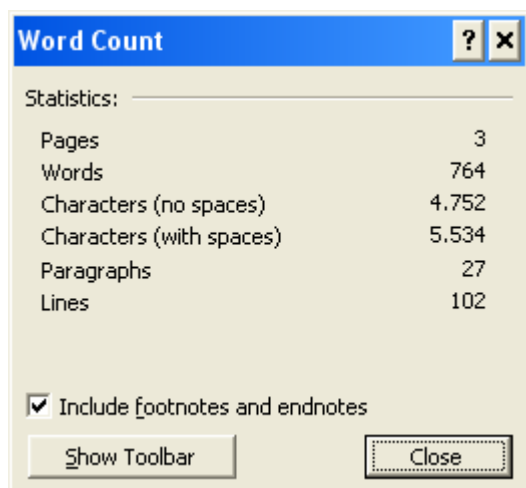 Word Count
Statistics:
Pages 3
Words 764
Characters (no spaces) 4.752
Characters (with spaces) 5.534
Paragraphs 27
Lines 102
Include footnotes and endnotes
Show Toolbar Close